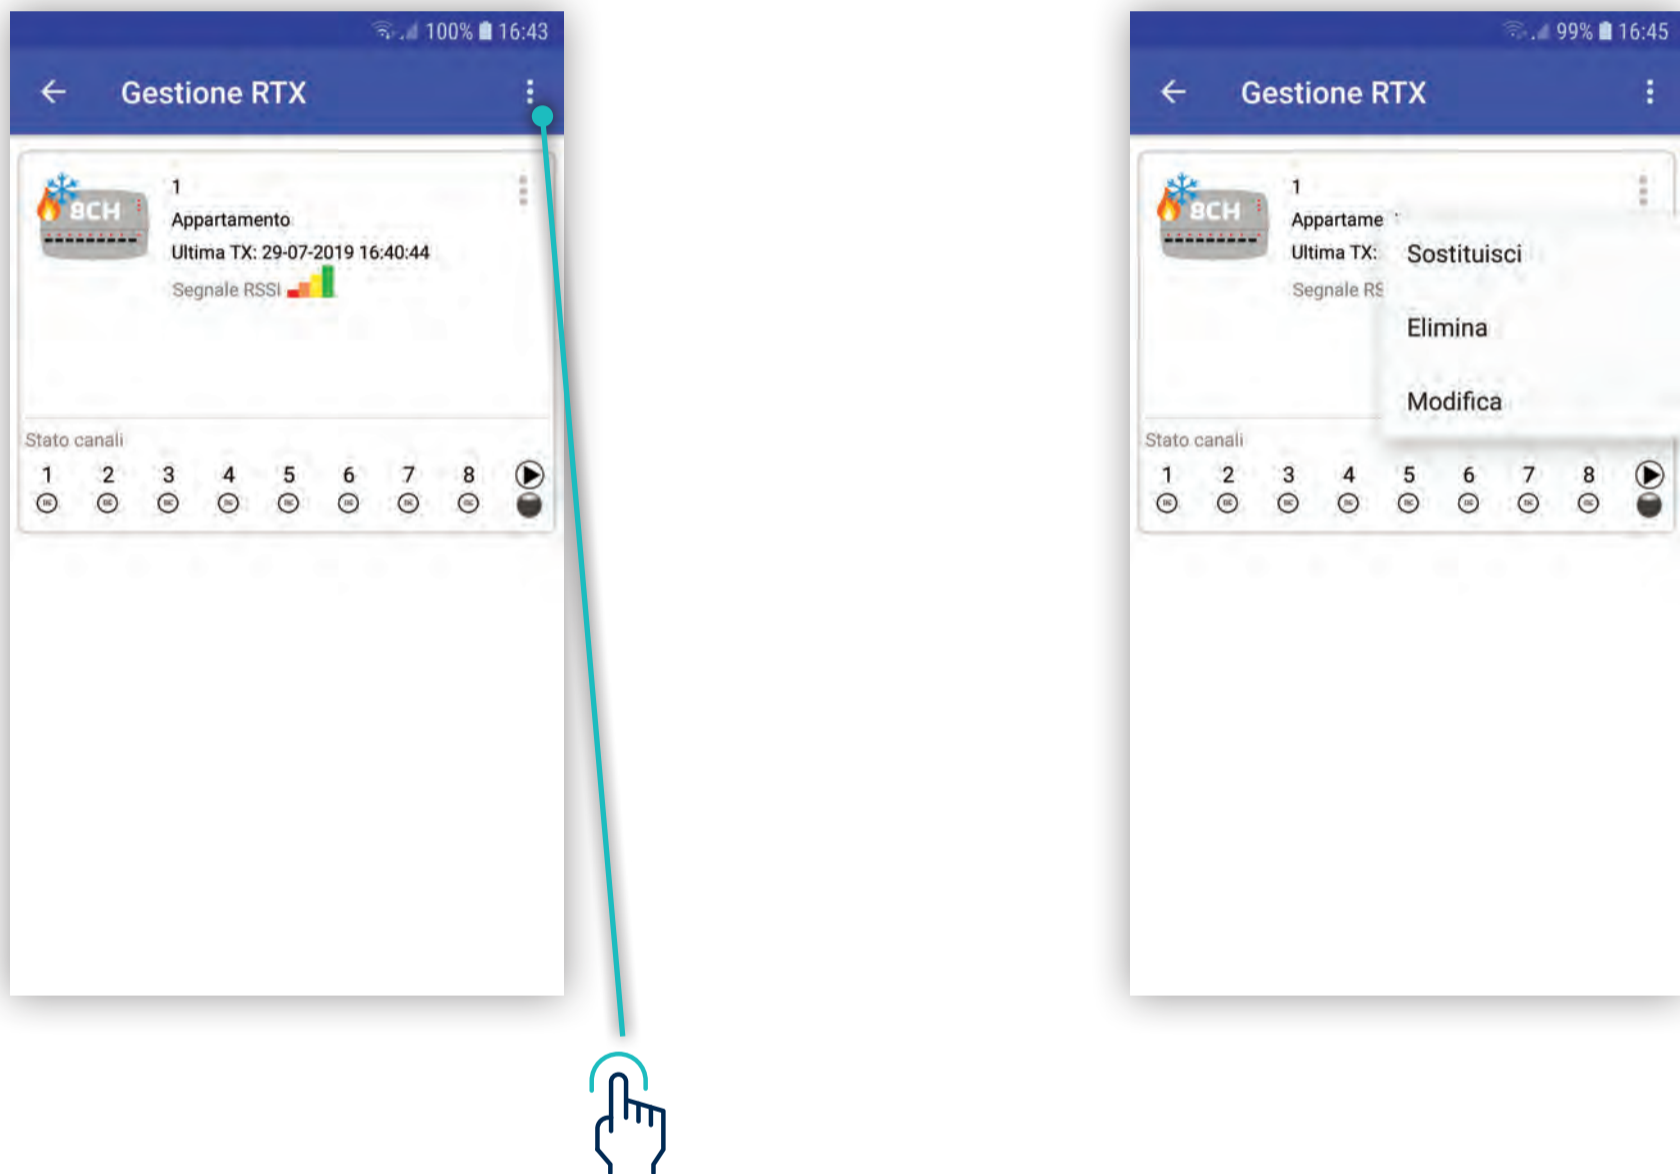 100% 16:43
Gestione RTX
8CH
1
Appartamento
Ultima TX: 29-07-2019 16:40:44
Segnale RSSI
Stato canali
1 2 3 4 5 6 7 8
99% 16:45
Gestione RTX
8CH
1
Appartame
Ultima TX:
Segnale RS
Sostituisci
Elimina
Modifica
Stato canali
1 2 3 4 5 6 7 8